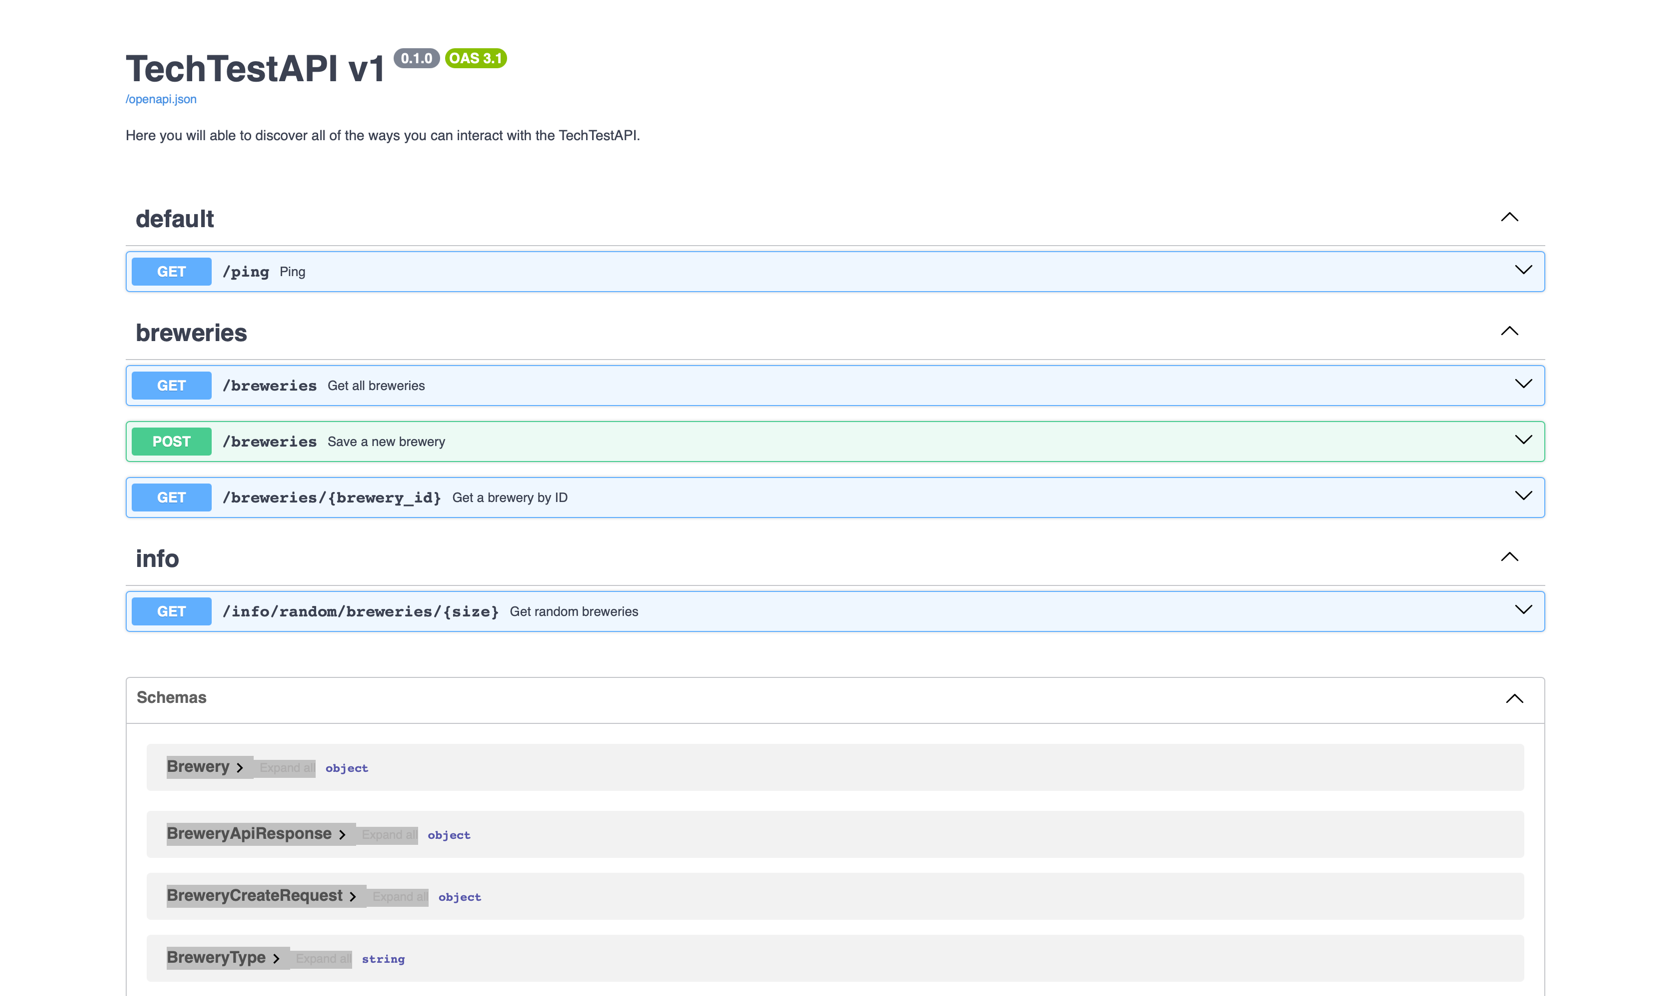 TechTestAPI v1 0.1.0 OAS 3.1
/openapi.json
Here you will able to discover all of the ways you can interact with the TechTestAPI.
default
GET /ping Ping
breweries
GET /breweries Get all breweries
POST /breweries Save a new brewery
GET /breweries/{brewery_id} Get a brewery by ID
info
GET /info/random/breweries/{size} Get random breweries
Schemas
Brewery Expand all object
BreweryApiResponse Expand all object
BreweryCreateRequest Expand all object
BreweryType Expand all string